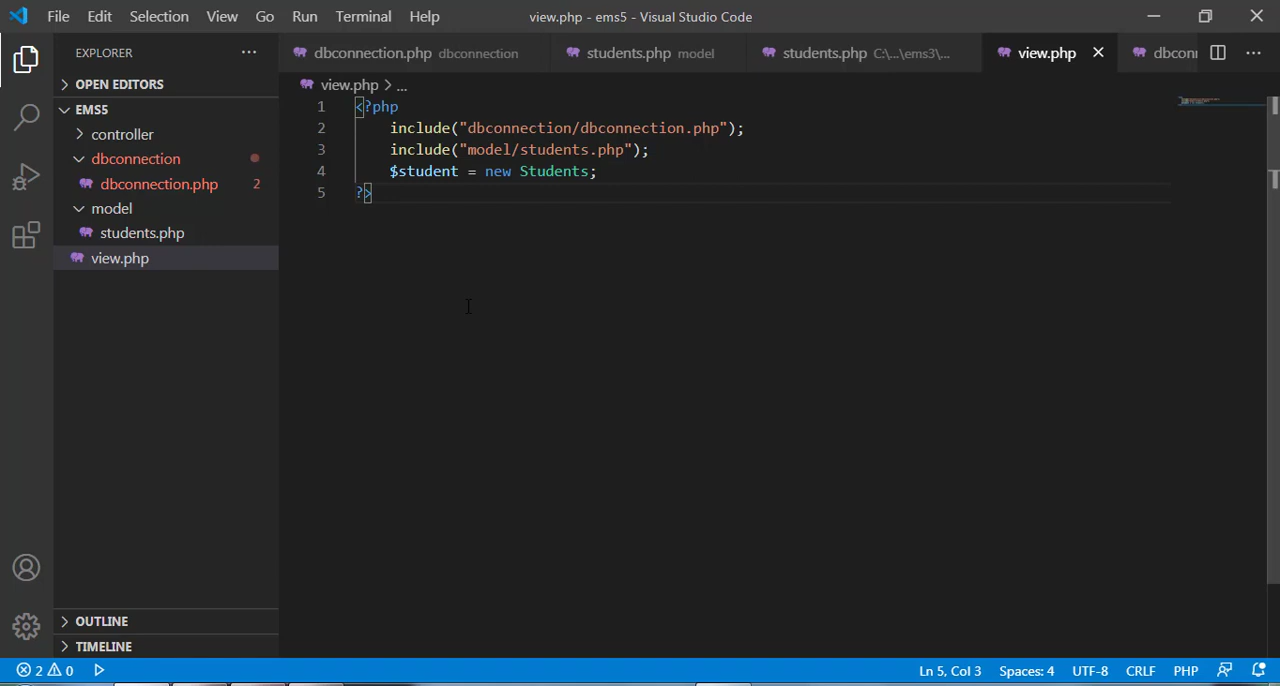 File Edit Selection View Go Run Terminal Help view.php - ems5 - Visual Studio Code
EXPLORER ...
dbconnection.php dbconnection students.php model students.php C:\...\ems3\... view.php dbconn ...
OPEN EDITORS
view.php > ...
EMS5
controller
dbconnection
dbconnection.php 2
model
students.php
view.php
1 <?php
2 include("dbconnection/dbconnection.php");
3 include("model/students.php");
4 $student = new Students;
5 ?>
OUTLINE
TIMELINE
2 0 Ln 5, Col 3 Spaces: 4 UTF-8 CRLF PHP